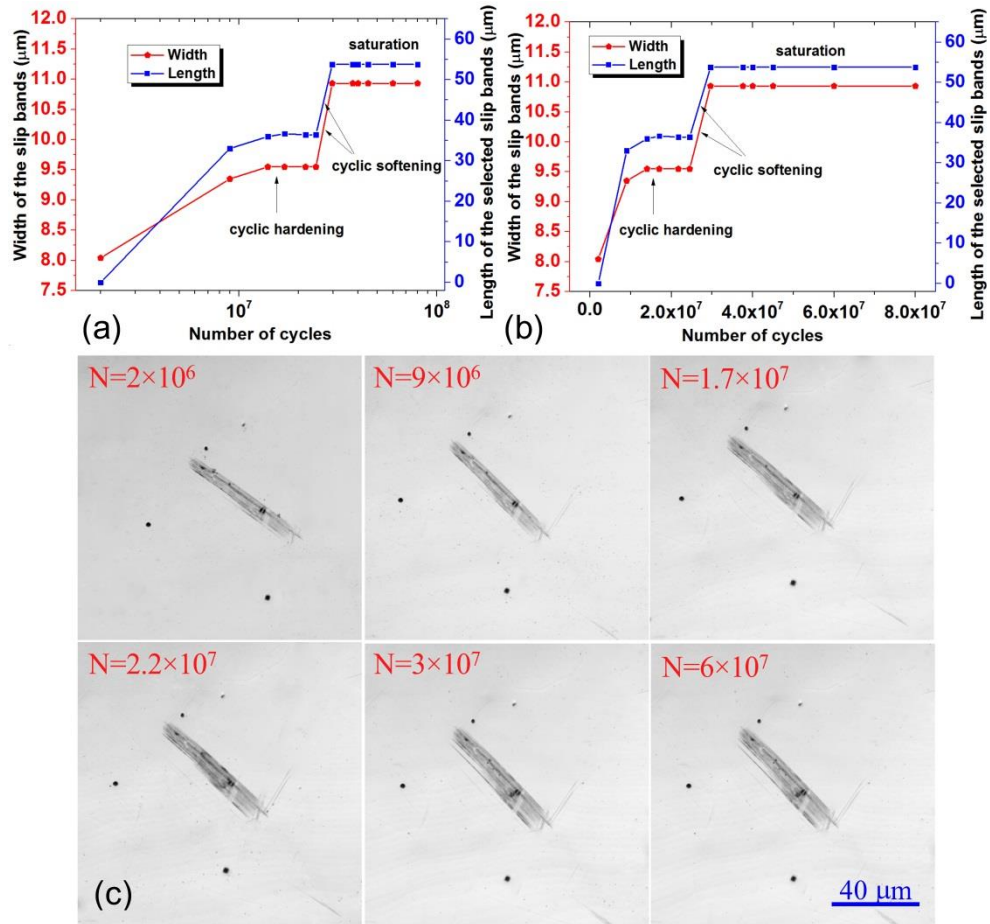 12.0
11.5
11.0
10.5
10.0
9.5
9.0
8.5
8.0
7.5
Width of the slip bands (μm)
Width
Length
saturation
cyclic softening
cyclic hardening
60
50
40
30
20
10
0
Length of the selected slip bands (μm)
10⁷
10⁸
Number of cycles
(a)
12.0
11.5
11.0
10.5
10.0
9.5
9.0
8.5
8.0
7.5
Width of the slip bands (μm)
Width
Length
saturation
cyclic softening
cyclic hardening
60
50
40
30
20
10
0
Length of the selected slip bands (μm)
0.0
2.0x10⁷
4.0x10⁷
6.0x10⁷
8.0x10⁷
Number of cycles
(b)
N=2×10⁶
N=9×10⁶
N=1.7×10⁷
N=2.2×10⁷
N=3×10⁷
N=6×10⁷
(c)
40 μm